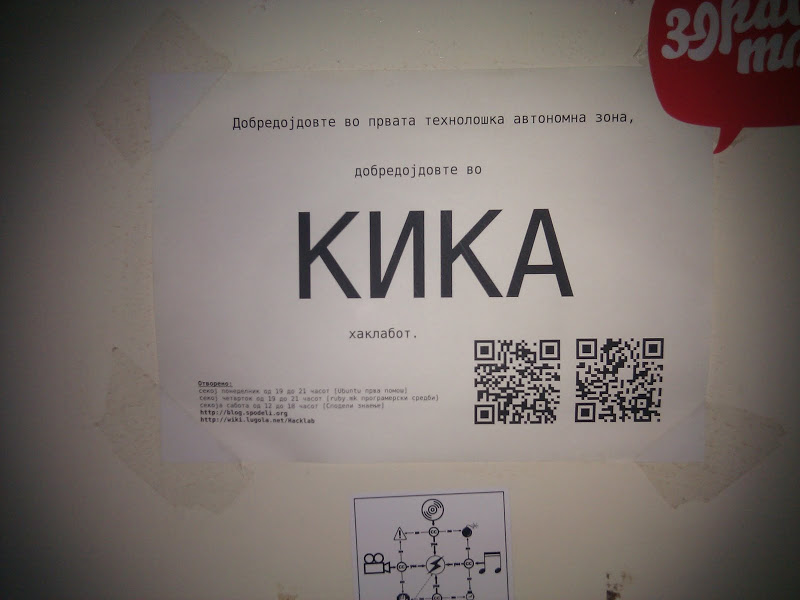 здрав
Добредојдовте во првата технолошка автономна зона,
добредојдовте во
КИКА
хаклабот.
Отворено:
секој понеделник од 19 до 21 часот [Ubuntu прва помош]
секој четврток од 19 до 21 часот [ruby.mk програмерски средби]
секоја сабота од 12 до 18 часот [Сподели знаење]
http://blog.spodeli.org
http://wiki.lugola.net/Hacklab